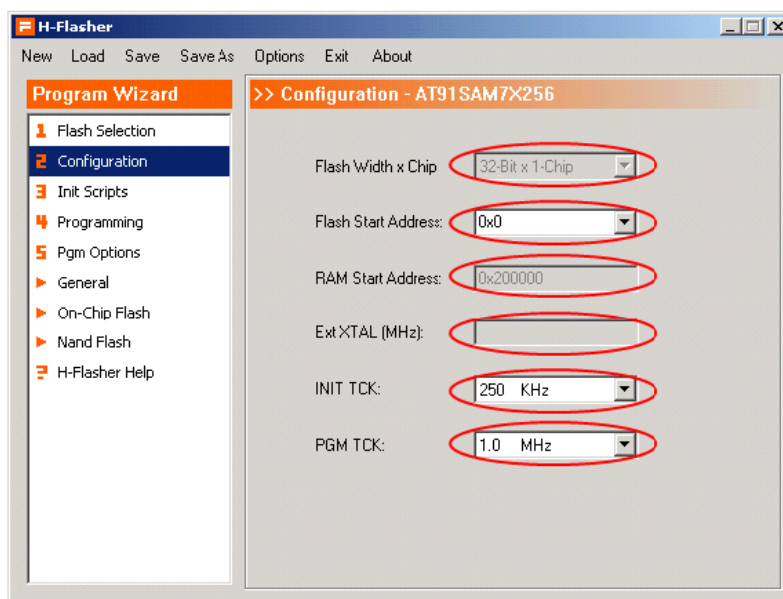 H-Flasher
New Load Save Save As Options Exit About
Program Wizard
1 Flash Selection
2 Configuration
3 Init Scripts
4 Programming
5 Pgm Options
General
On-Chip Flash
Nand Flash
? H-Flasher Help
>> Configuration - AT91SAM7X256
Flash Width x Chip 32-Bit x 1-Chip
Flash Start Address: 0x0
RAM Start Address: 0x200000
Ext XTAL (MHz):
INIT TCK: 250 KHz
PGM TCK: 1.0 MHz